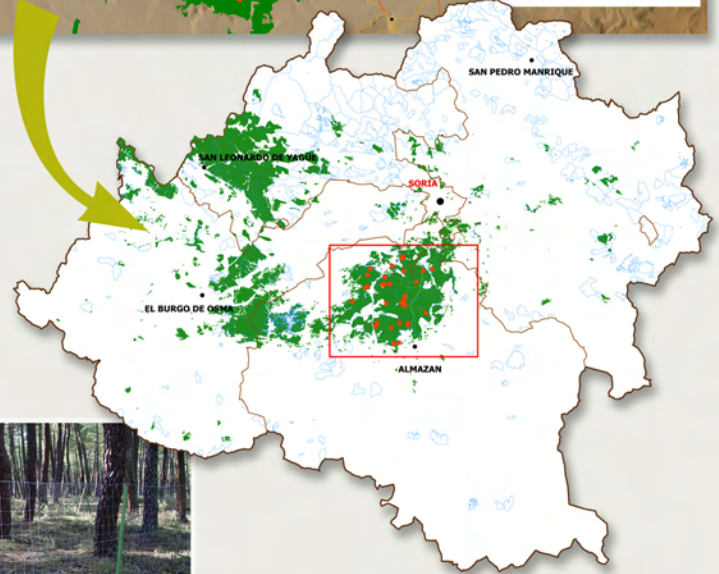 SAN PEDRO MANRIQUE
SAN LEONARDO DE YAGÜE
SORIA
EL BURGO DE OSMA
ALMAZAN